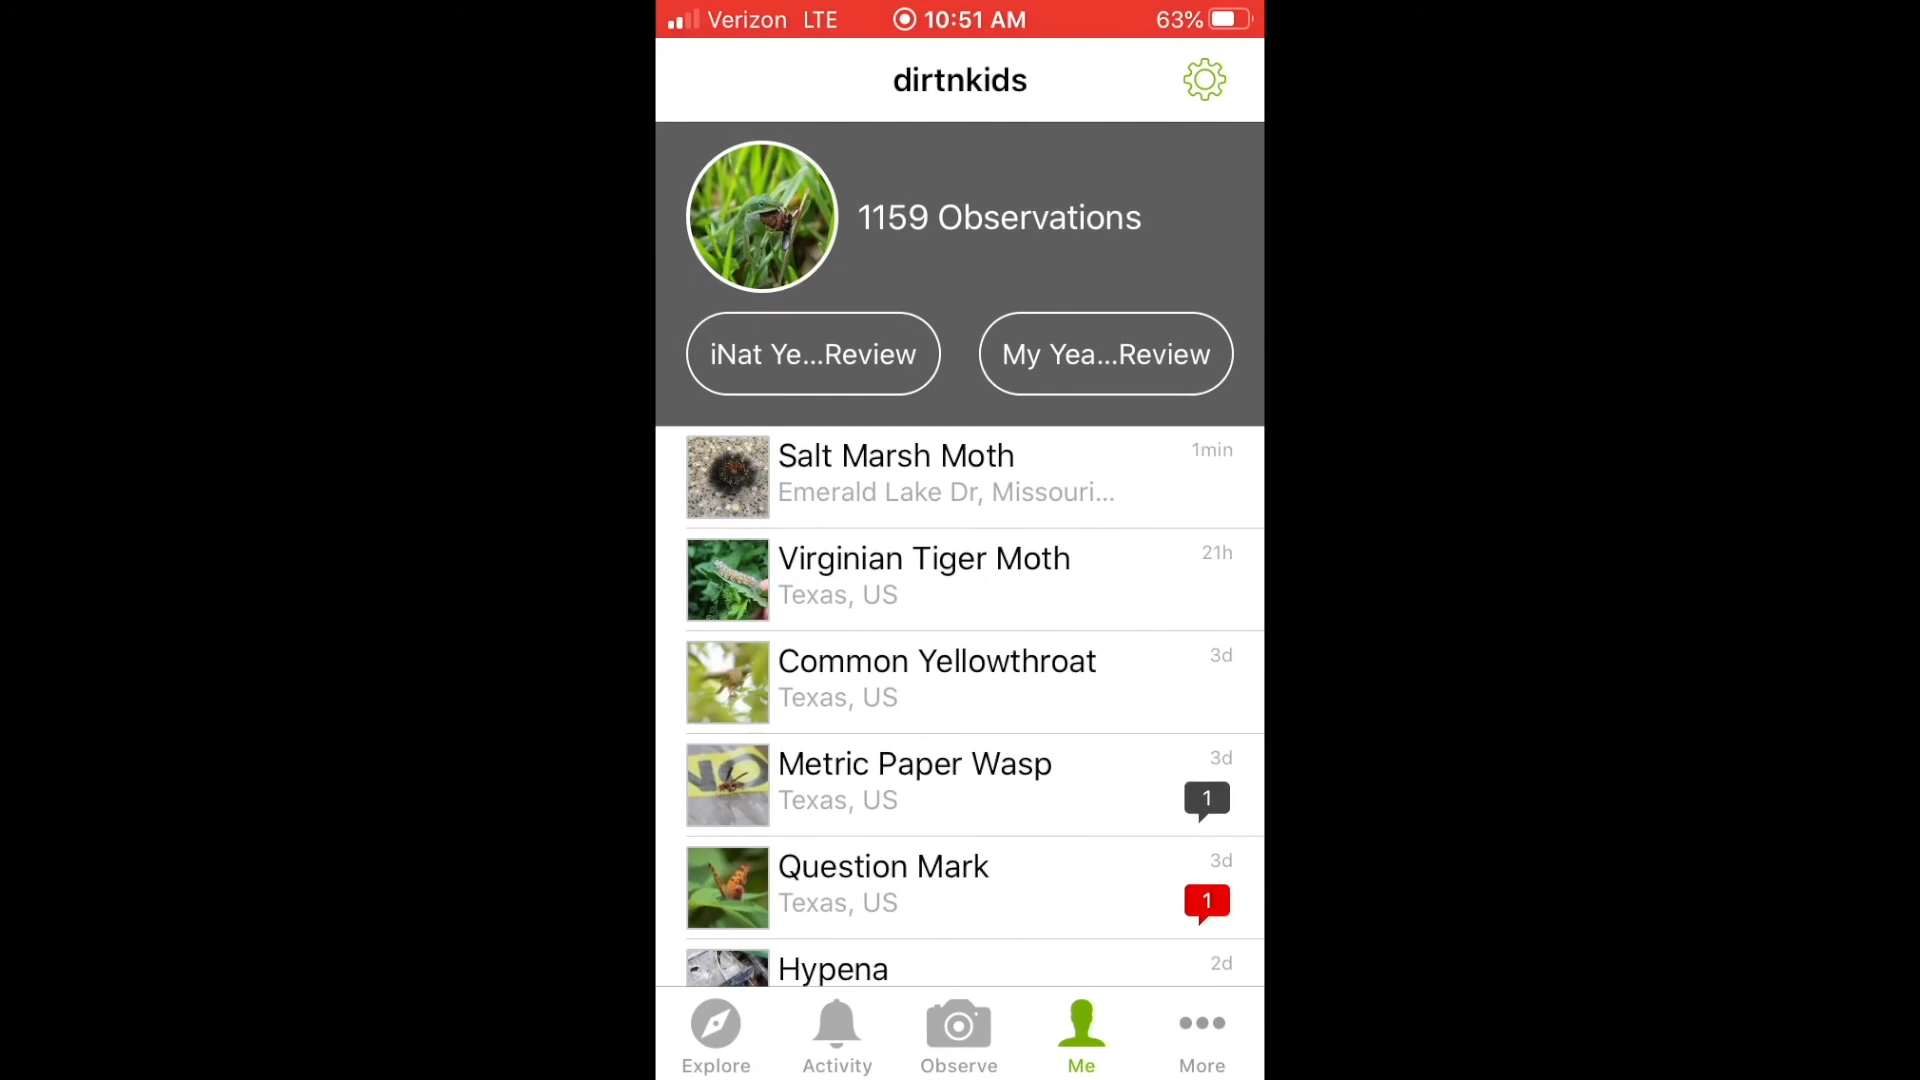 Verizon LTE 10:51 AM 63%
dirtnkids
1159 Observations
iNat Ye...Review
My Yea...Review
Salt Marsh Moth 1min
Emerald Lake Dr, Missouri...
Virginian Tiger Moth 21h
Texas, US
Common Yellowthroat 3d
Texas, US
Metric Paper Wasp 3d
Texas, US 1
Question Mark 3d
Texas, US 1
Hypena 2d
Explore Activity Observe Me More